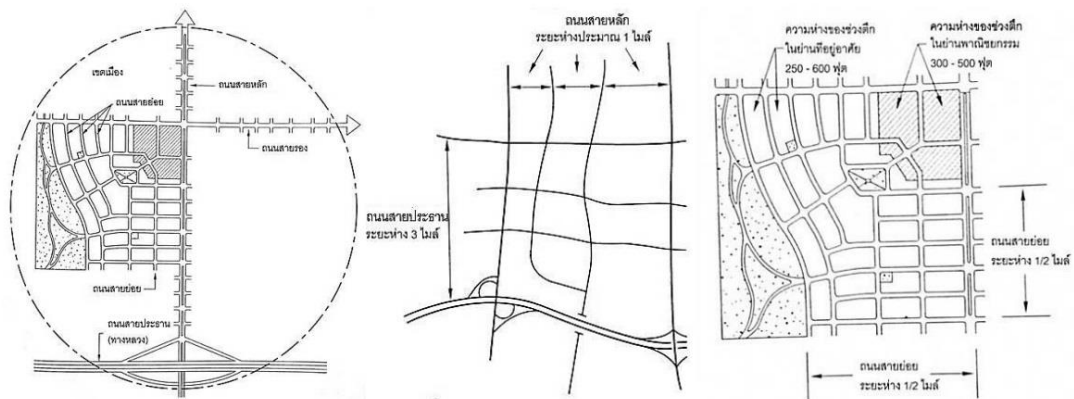 เขตเมือง
ถนนสายหลัก
ถนนสายย่อย
ถนนสายรอง
ถนนสายย่อย
ถนนสายประธาน
(ทางหลวง)
ถนนสายหลัก
ระยะห่างประมาณ 1 ไมล์
ถนนสายประธาน
ระยะห่าง 3 ไมล์
ความห่างของช่วงตึก
ในย่านที่อยู่อาศัย
250 - 600 ฟุต
ความห่างของช่วงตึก
ในย่านพาณิชยกรรม
300 - 500 ฟุต
ถนนสายย่อย
ระยะห่าง 1/2 ไมล์
ถนนสายย่อย
ระยะห่าง 1/2 ไมล์